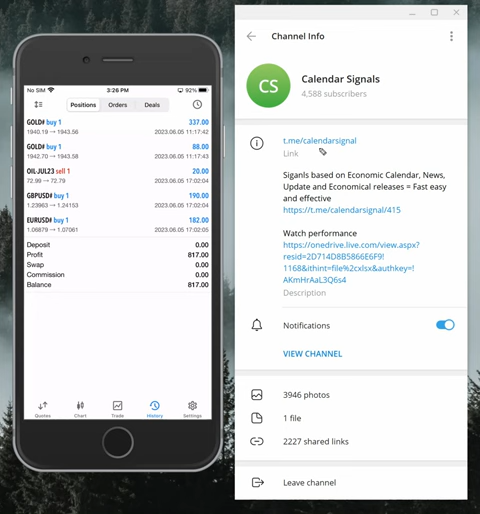 No SIM 3:26 PM 92%
Positions Orders Deals
GOLD# buy 1 337.00
1940.19 → 1943.56 2023.06.05 11:17:42
GOLD# buy 1 88.00
1942.70 → 1943.58 2023.06.05 11:17:43
OIL-JUL23 sell 1 20.00
72.99 → 72.79 2023.06.05 17:02:04
GBPUSD# buy 1 190.00
1.23963 → 1.24153 2023.06.05 17:02:04
EURUSD# buy 1 182.00
1.06879 → 1.07061 2023.06.05 17:02:05
Deposit 0.00
Profit 817.00
Swap 0.00
Commission 0.00
Balance 817.00
Quotes Chart Trade History Settings
Channel Info
CS
Calendar Signals
4,588 subscribers
t.me/calendarsignal
Link
Siganls based on Economic Calendar, News,
Update and Economical releases = Fast easy
and effective
https://t.me/calendarsignal/415
Watch performance
https://onedrive.live.com/view.aspx?
resid=2D714D8B5866E6F9!
1168&ithint=file%2cxlsx&authkey=!
AKmHrAaL3Q6s4
Description
Notifications
VIEW CHANNEL
3946 photos
1 file
2227 shared links
Leave channel